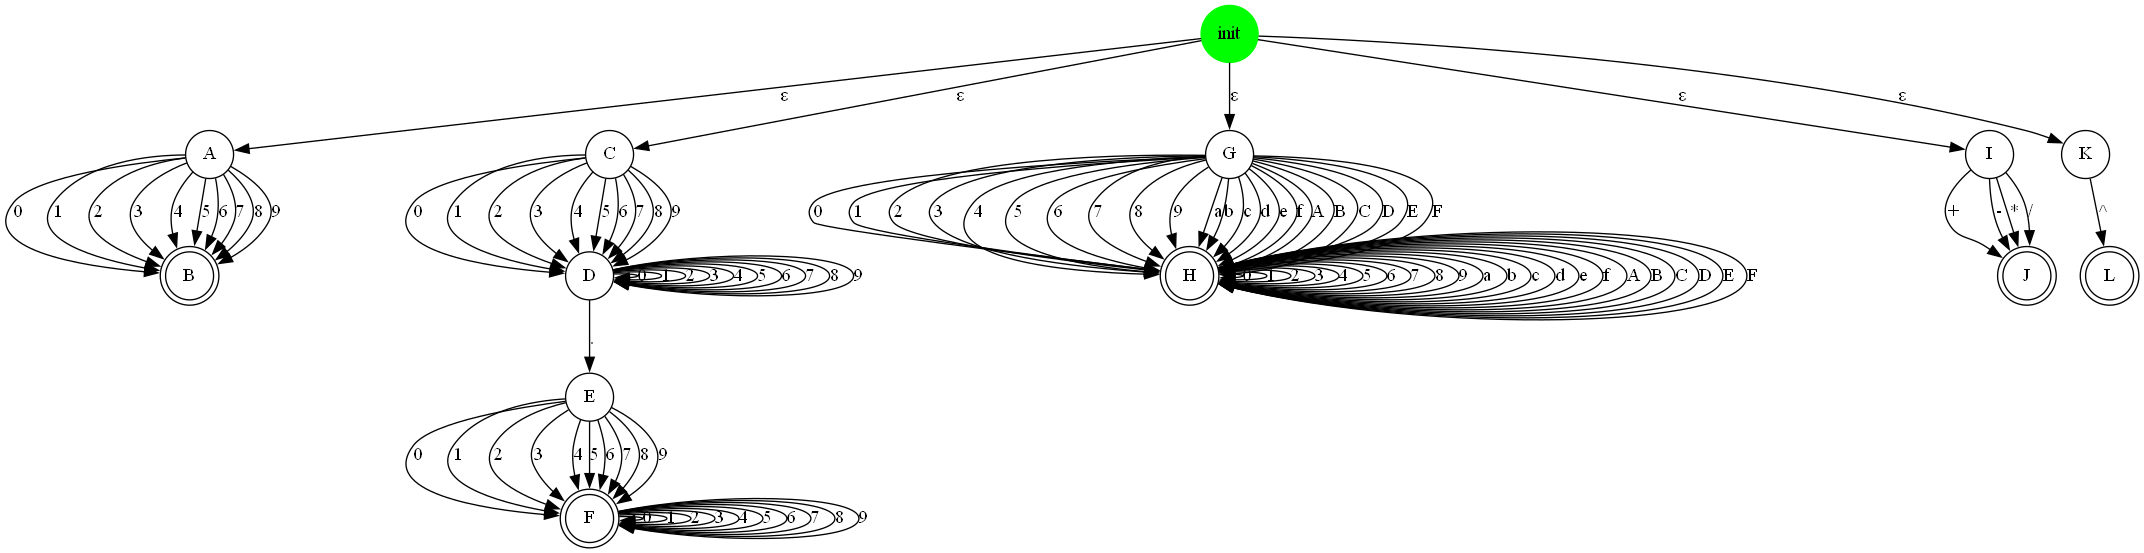 init
ε ε ε ε ε
A C G I K
0 1 2 3 4 5 6 7 8 9 0 1 2 3 4 5 6 7 8 9 0 1 2 3 4 5 6 7 8 9 a b c d e f A B C D E F + - * / ^
B D 0 1 2 3 4 5 6 7 8 9 H 0 1 2 3 4 5 6 7 8 9 a b c d e f A B C D E F J L
.
E
0 1 2 3 4 5 6 7 8 9
F 0 1 2 3 4 5 6 7 8 9